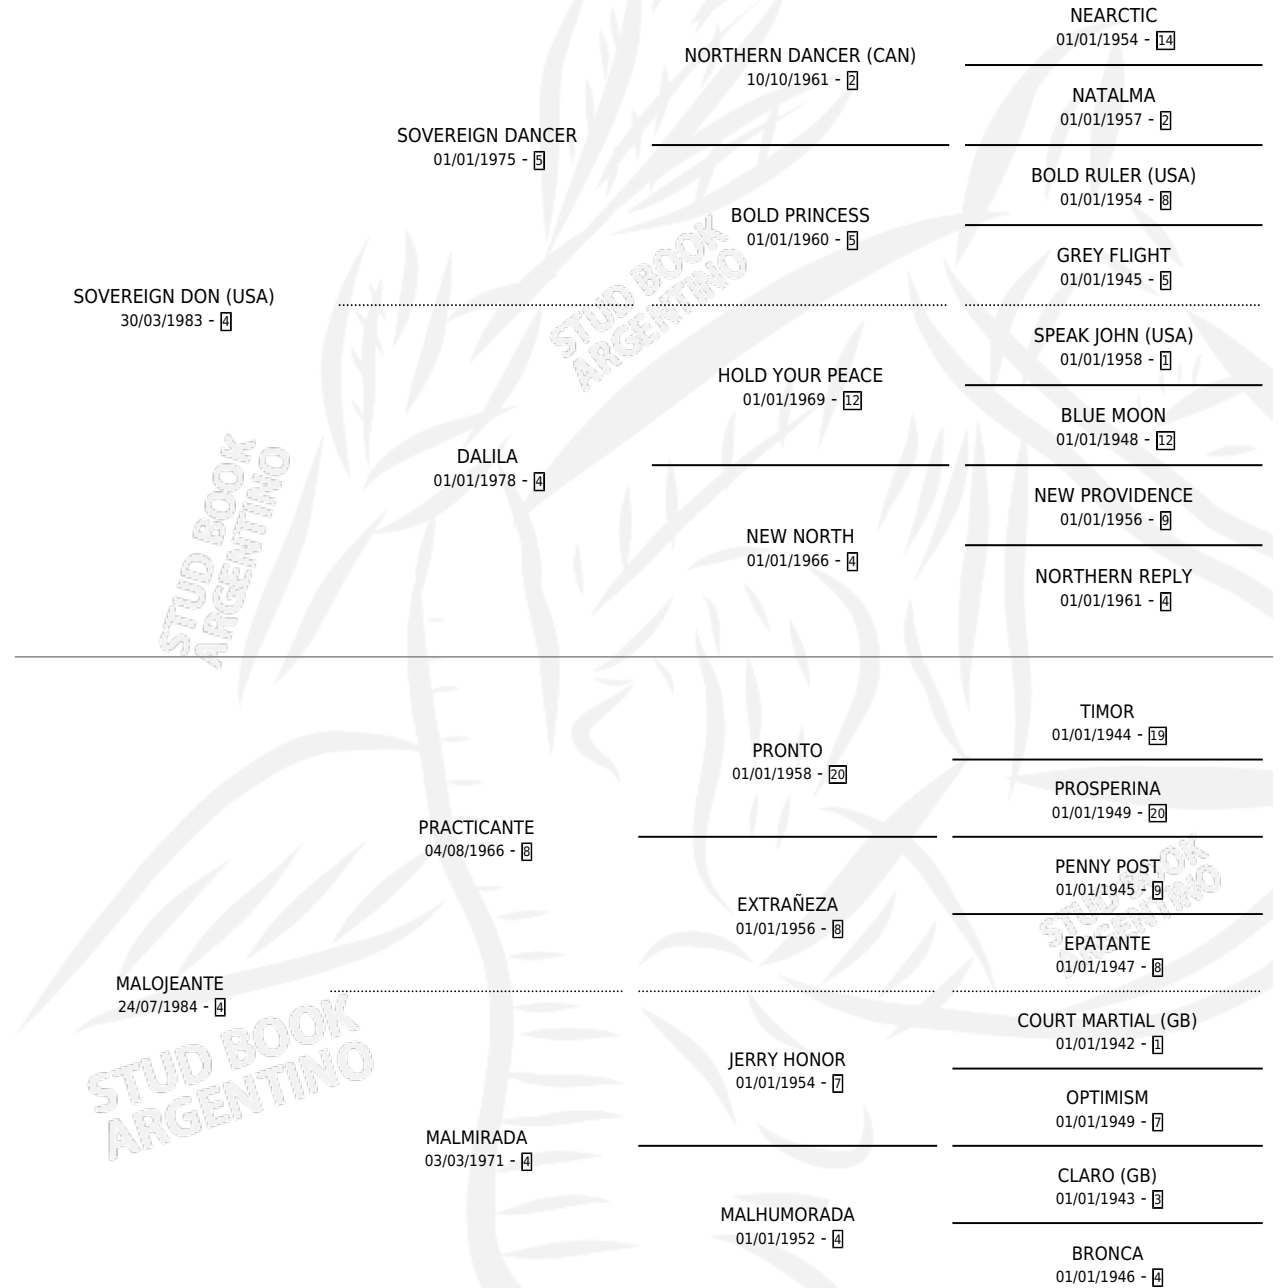 NEARCTIC
01/01/1954 - 14
NORTHERN DANCER (CAN)
10/10/1961 - 2
NATALMA
01/01/1957 - 2
SOVEREIGN DANCER
01/01/1975 - 5
BOLD RULER (USA)
01/01/1954 - 8
BOLD PRINCESS
01/01/1960 - 5
GREY FLIGHT
01/01/1945 - 5
SOVEREIGN DON (USA)
30/03/1983 - 4
STUD BOOK
ARGENTINO
SPEAK JOHN (USA)
01/01/1958 - 1
HOLD YOUR PEACE
01/01/1969 - 12
BLUE MOON
01/01/1948 - 12
DALILA
01/01/1978 - 4
NEW PROVIDENCE
01/01/1956 - 9
NEW NORTH
01/01/1966 - 4
NORTHERN REPLY
01/01/1961 - 4
STUD BOOK
ARGENTINO
TIMOR
01/01/1944 - 19
PRONTO
01/01/1958 - 20
PROSPERINA
01/01/1949 - 20
PRACTICANTE
04/08/1966 - 8
PENNY POST
01/01/1945 - 9
EXTRAÑEZA
01/01/1956 - 8
EPATANTE
01/01/1947 - 8
STUD BOOK
ARGENTINO
MALOJEANTE
24/07/1984 - 4
COURT MARTIAL (GB)
01/01/1942 - 1
JERRY HONOR
01/01/1954 - 7
OPTIMISM
01/01/1949 - 7
STUD BOOK
ARGENTINO
MALMIRADA
03/03/1971 - 4
CLARO (GB)
01/01/1943 - 3
MALHUMORADA
01/01/1952 - 4
BRONCA
01/01/1946 - 4